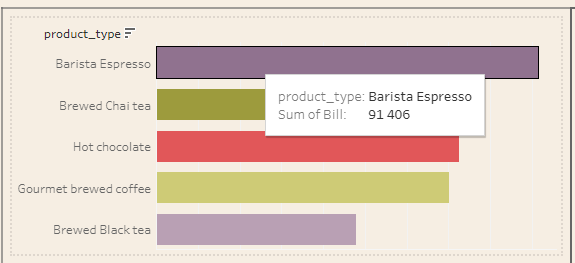 product_type
Barista Espresso
product_type: Barista Espresso
Sum of Bill: 91 406
Brewed Chai tea
Hot chocolate
Gourmet brewed coffee
Brewed Black tea